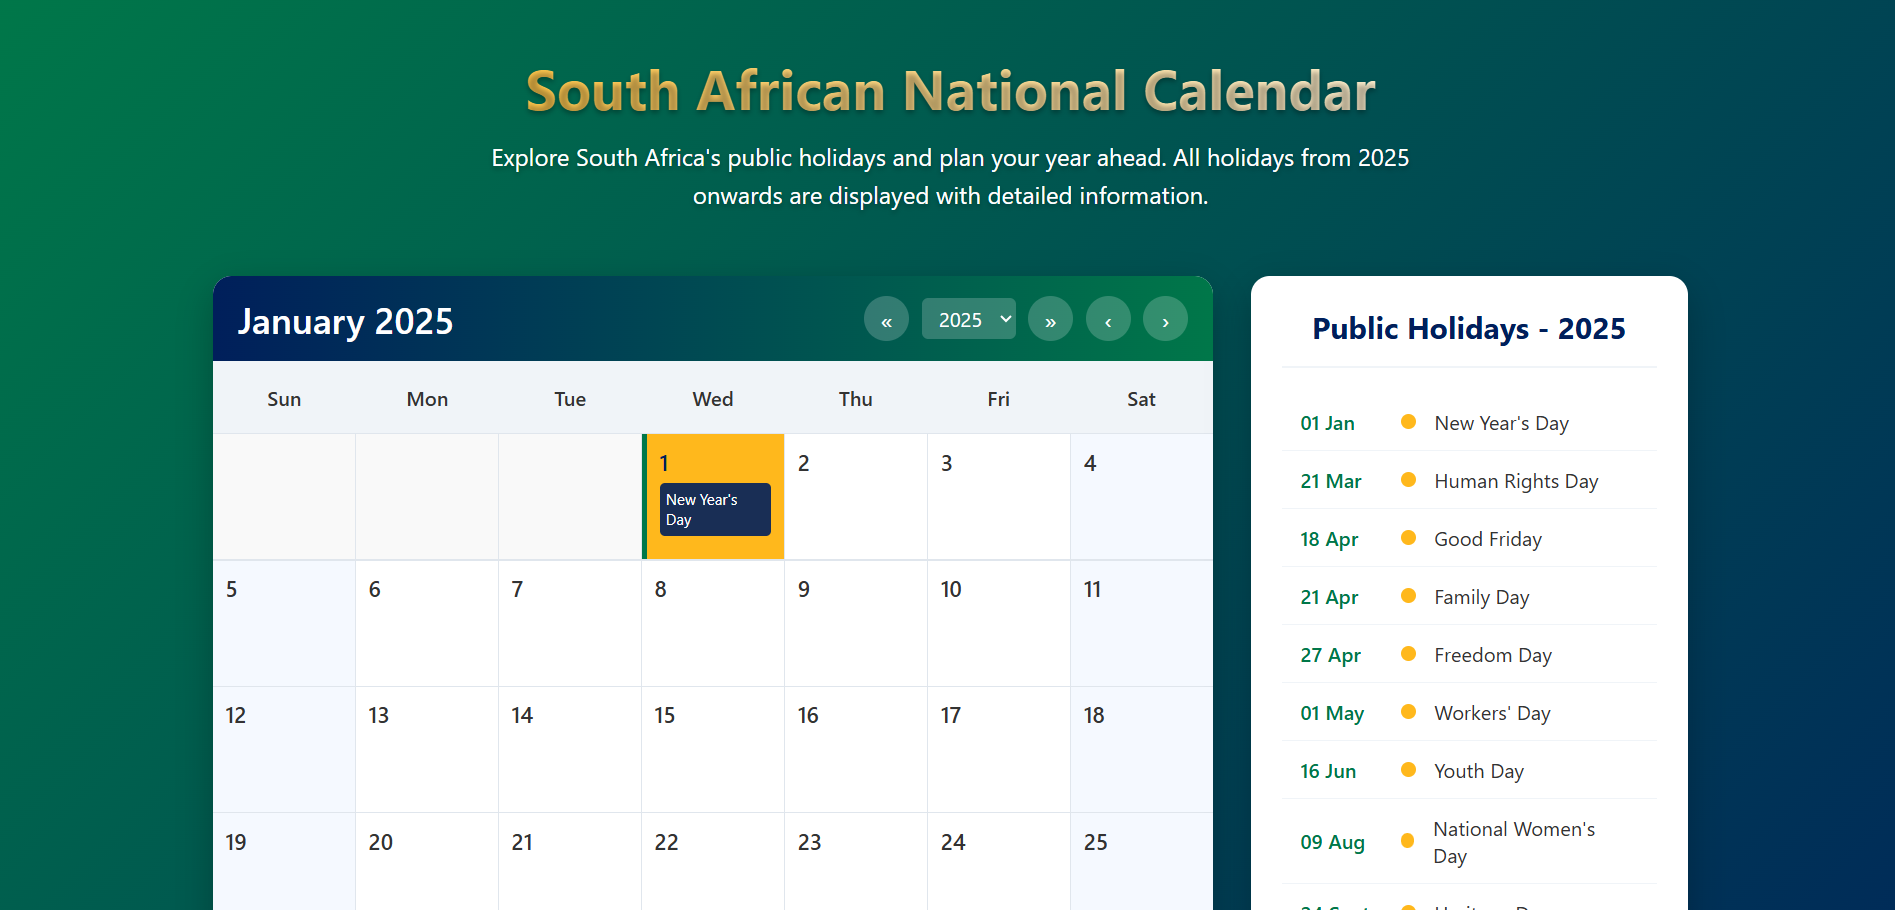 South African National Calendar
Explore South Africa's public holidays and plan your year ahead. All holidays from 2025
onwards are displayed with detailed information.
January 2025
« 2025 » ‹ ›
Sun Mon Tue Wed Thu Fri Sat
1 2 3 4
New Year's
Day
5 6 7 8 9 10 11
12 13 14 15 16 17 18
19 20 21 22 23 24 25
Public Holidays - 2025
01 Jan New Year's Day
21 Mar Human Rights Day
18 Apr Good Friday
21 Apr Family Day
27 Apr Freedom Day
01 May Workers' Day
16 Jun Youth Day
09 Aug National Women's
Day